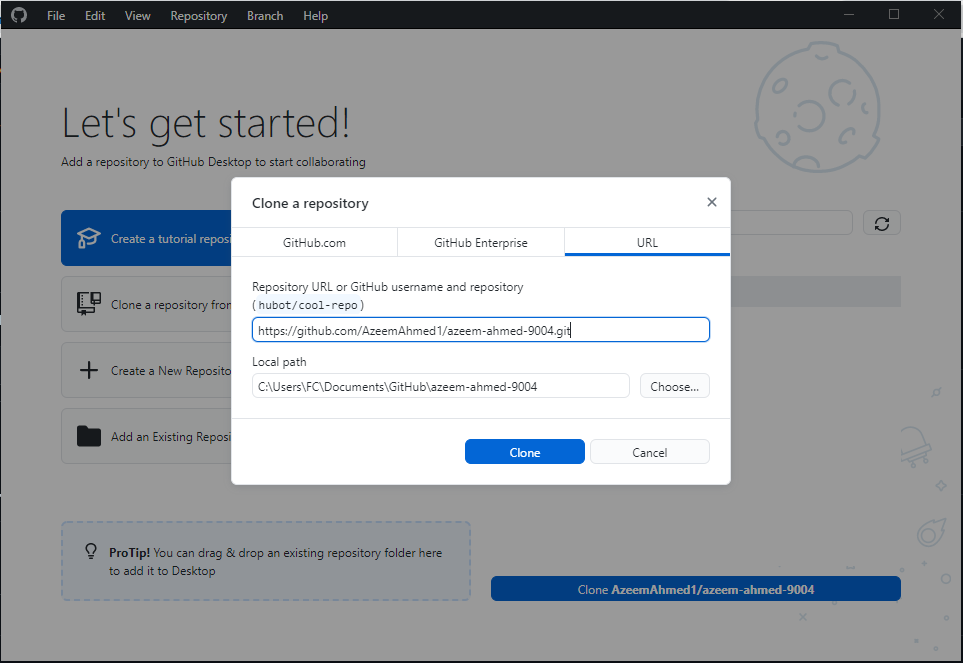 File Edit View Repository Branch Help
Let's get started!
Add a repository to GitHub Desktop to start collaborating
Create a tutorial reposi
Clone a repository from
Create a New Reposito
Add an Existing Reposi
Clone a repository
GitHub.com GitHub Enterprise URL
Repository URL or GitHub username and repository
(hubot/cool-repo)
https://github.com/AzeemAhmed1/azeem-ahmed-9004.git
Local path
C:\Users\FC\Documents\GitHub\azeem-ahmed-9004 Choose...
Clone Cancel
ProTip! You can drag & drop an existing repository folder here
to add it to Desktop
Clone AzeemAhmed1/azeem-ahmed-9004